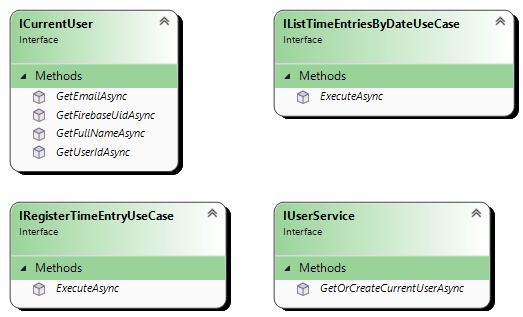 ICurrentUser
Interface
Methods
GetEmailAsync
GetFirebaseUidAsync
GetFullNameAsync
GetUserIdAsync
IListTimeEntriesByDateUseCase
Interface
Methods
ExecuteAsync
IRegisterTimeEntryUseCase
Interface
Methods
ExecuteAsync
IUserService
Interface
Methods
GetOrCreateCurrentUserAsync